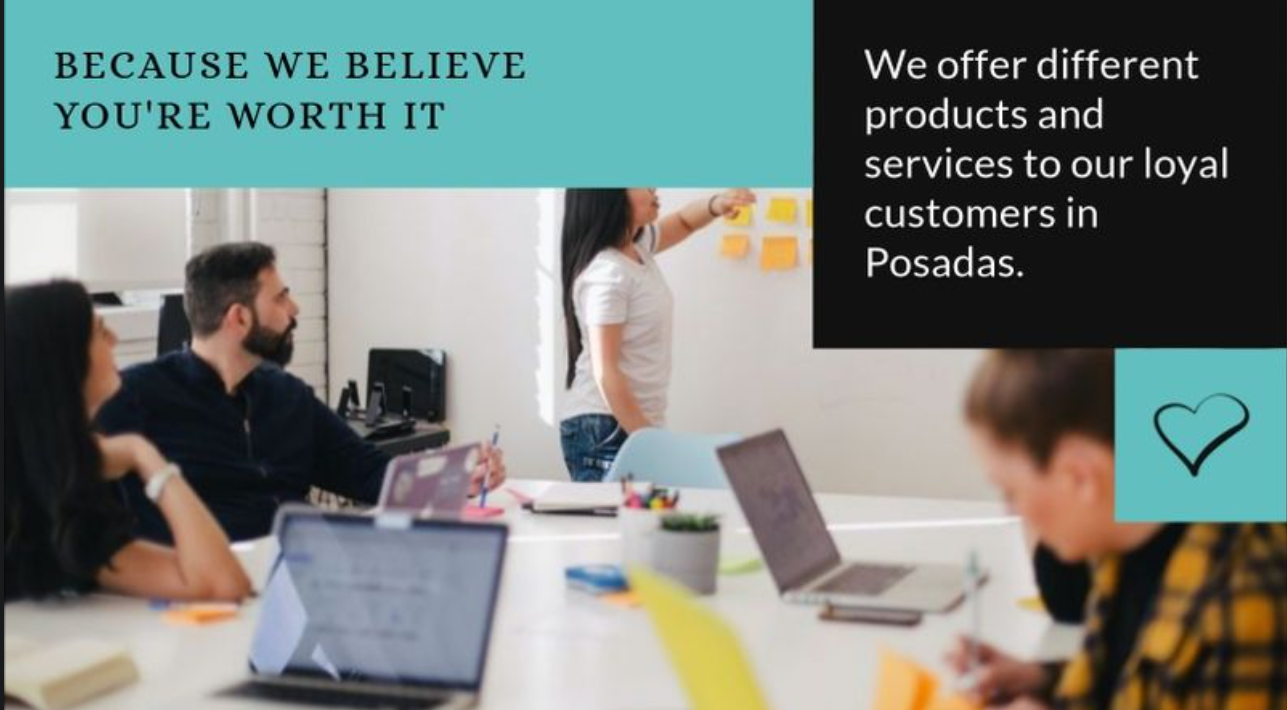 BECAUSE WE BELIEVE
YOU'RE WORTH IT
We offer different
products and
services to our loyal
customers in
Posadas.